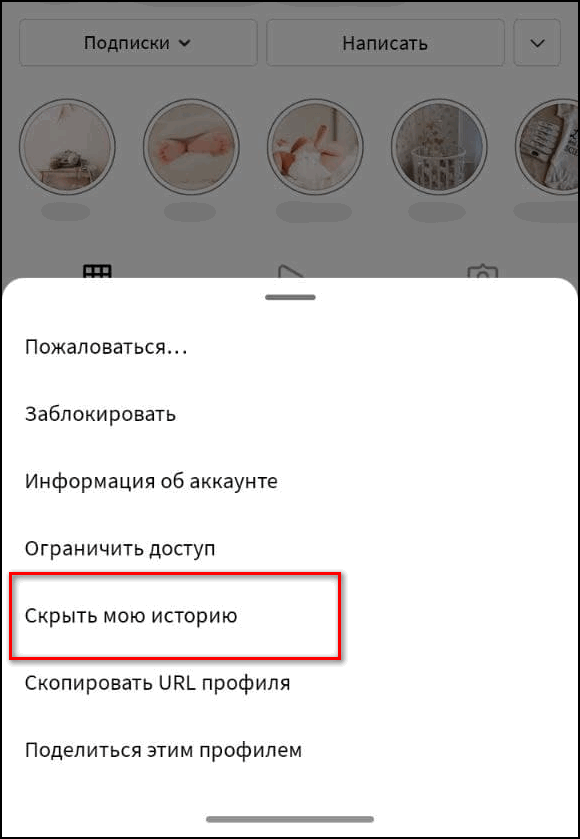 Подписки
Написать
Пожаловаться...
Заблокировать
Информация об аккаунте
Ограничить доступ
Скрыть мою историю
Скопировать URL профиля
Поделиться этим профилем